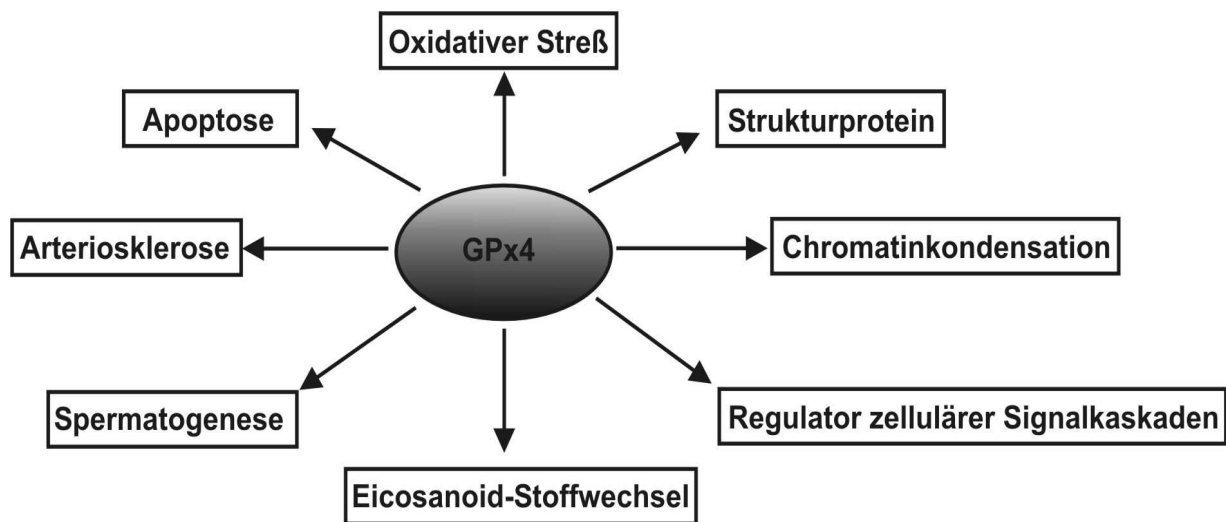 Oxidativer Streß
Apoptose
Strukturprotein
Arteriosklerose
GPx4
Chromatinkondensation
Spermatogenese
Regulator zellulärer Signalkaskaden
Eicosanoid-Stoffwechsel